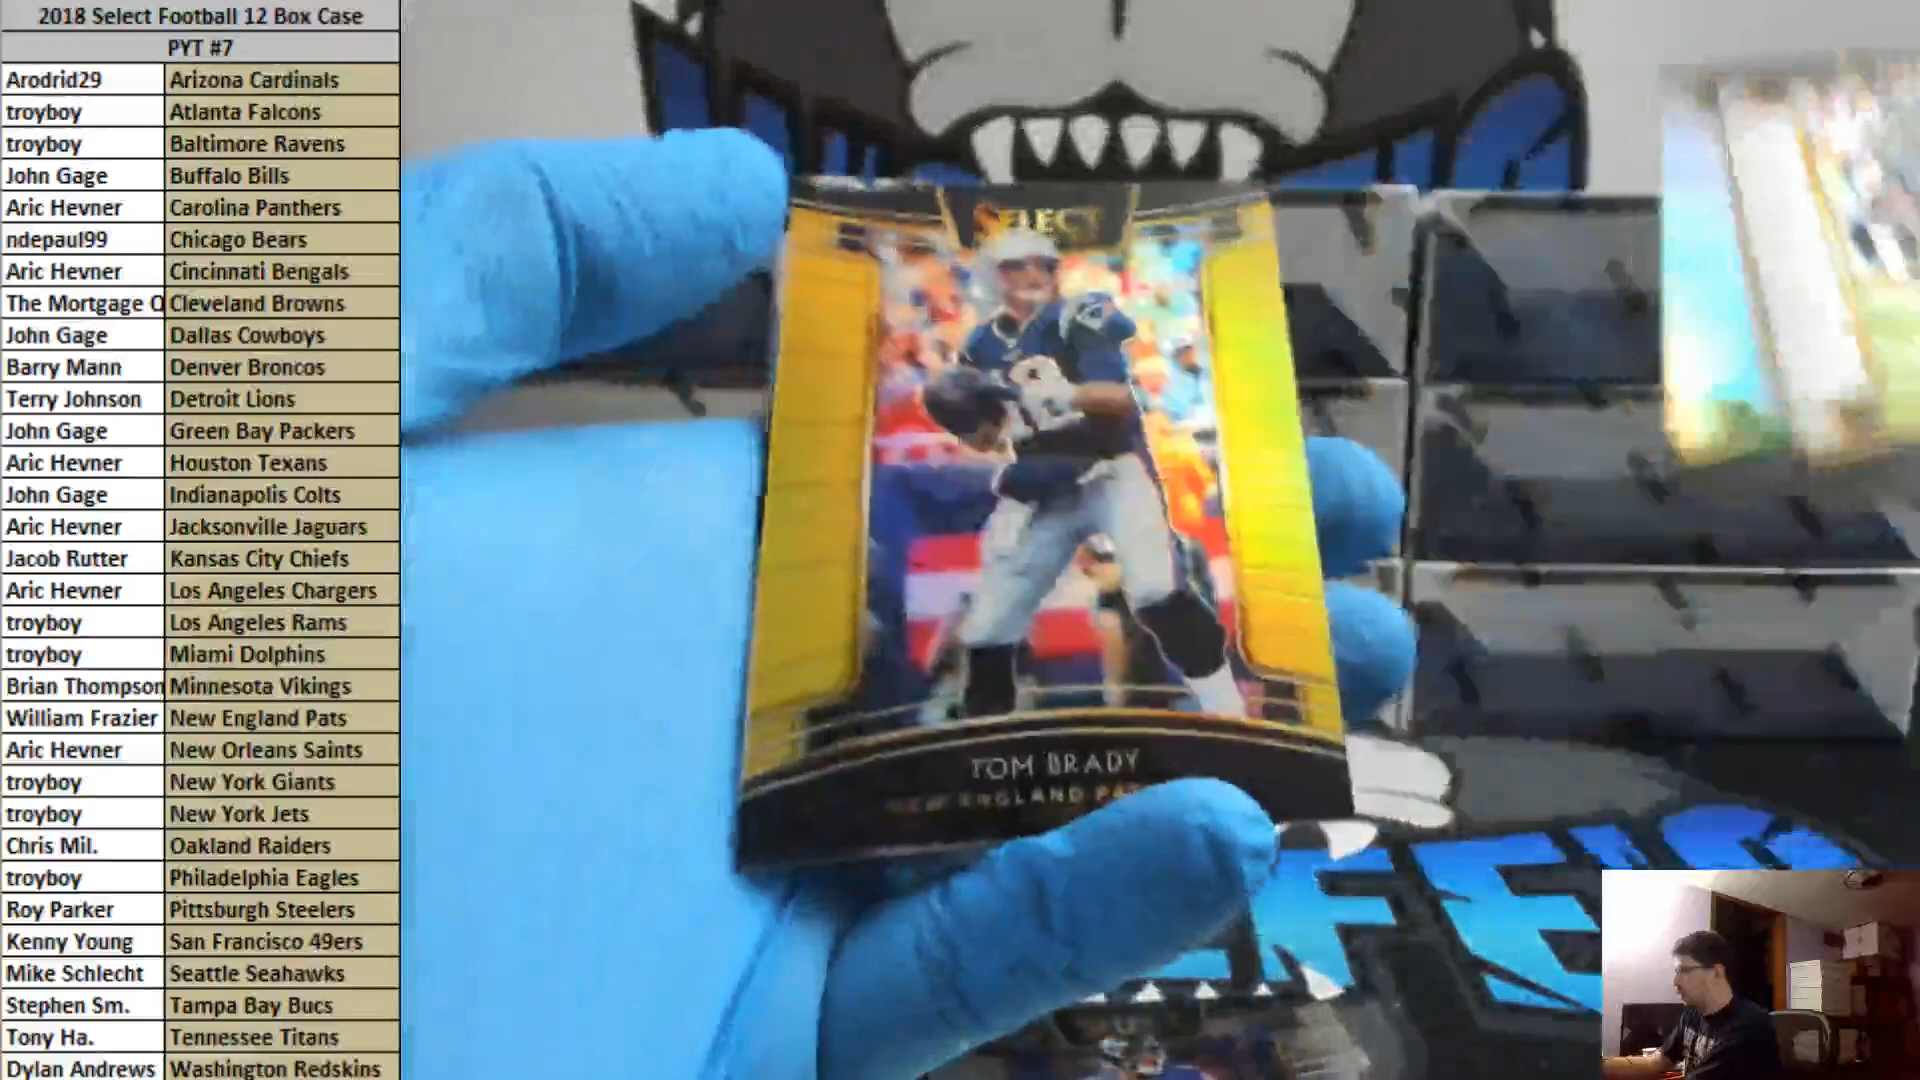 2018 Select Football 12 Box Case
PYT #7
Arodrid29 Arizona Cardinals
troyboy Atlanta Falcons
troyboy Baltimore Ravens
John Gage Buffalo Bills
Aric Hevner Carolina Panthers
ndepaul99 Chicago Bears
Aric Hevner Cincinnati Bengals
The Mortgage Cleveland Browns
John Gage Dallas Cowboys
Barry Mann Denver Broncos
Terry Johnson Detroit Lions
John Gage Green Bay Packers
Aric Hevner Houston Texans
John Gage Indianapolis Colts
Aric Hevner Jacksonville Jaguars
Jacob Rutter Kansas City Chiefs
Aric Hevner Los Angeles Chargers
troyboy Los Angeles Rams
troyboy Miami Dolphins
Brian Thompson Minnesota Vikings
William Frazier New England Pats
Aric Hevner New Orleans Saints
troyboy New York Giants
troyboy New York Jets
Chris Mil. Oakland Raiders
troyboy Philadelphia Eagles
Roy Parker Pittsburgh Steelers
Kenny Young San Francisco 49ers
Mike Schlecht Seattle Seahawks
Stephen Sm. Tampa Bay Bucs
Tony Ha. Tennessee Titans
Dylan Andrews Washington Redskins
SELECT
TOM BRADY
NEW ENGLAND